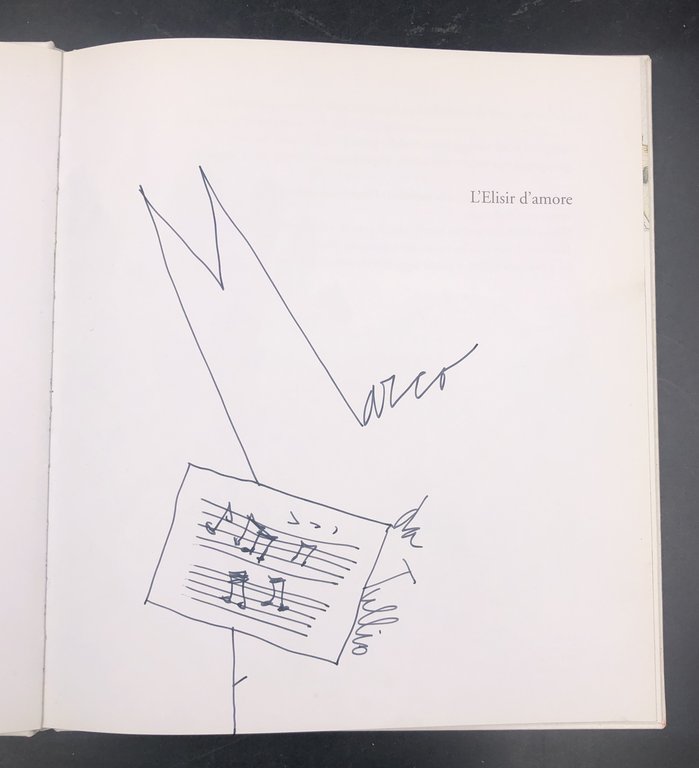 L'Elisir d'amore
Marco
da Tullio